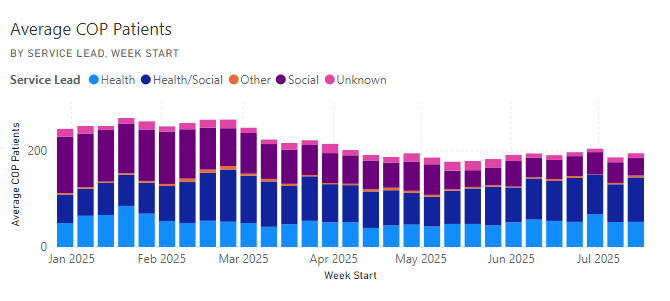 Average COP Patients
BY SERVICE LEAD, WEEK START
Service Lead Health Health/Social Other Social Unknown
Average COP Patients
200
0
Jan 2025 Feb 2025 Mar 2025 Apr 2025 May 2025 Jun 2025 Jul 2025
Week Start